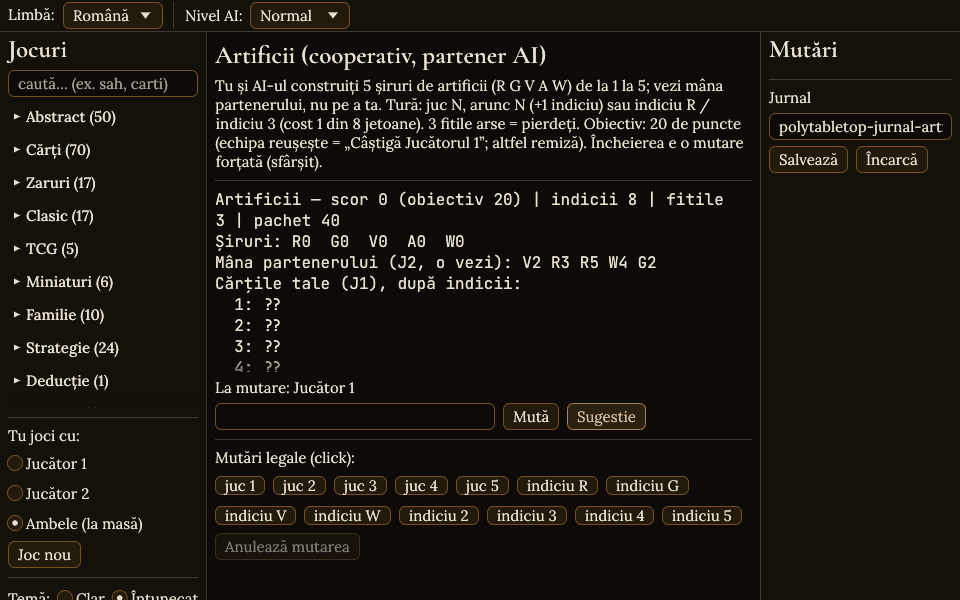 Limbă: Română Nivel AI: Normal
Jocuri
caută... (ex. sah, carti)
Abstract (50)
Cărți (70)
Zaruri (17)
Clasic (17)
TCG (5)
Miniaturi (6)
Familie (10)
Strategie (24)
Deducție (1)
Tu joci cu:
Jucător 1
Jucător 2
Ambele (la masă)
Joc nou
Temă: Clar Întunecat
Artificii (cooperativ, partener AI)
Tu și AI-ul construiți 5 șiruri de artificii (R G V A W) de la 1 la 5; vezi mâna
partenerului, nu pe a ta. Tură: juc N, arunc N (+1 indiciu) sau indiciu R /
indiciu 3 (cost 1 din 8 jetoane). 3 fitile arse = pierdeți. Obiectiv: 20 de puncte
(echipa reușește = „Câștigă Jucătorul 1”; altfel remiză). Încheierea e o mutare
forțată (sfârșit).
Artificii — scor 0 (obiectiv 20) | indicii 8 | fitile
3 | pachet 40
Șiruri: R0 G0 V0 A0 W0
Mâna partenerului (J2, o vezi): V2 R3 R5 W4 G2
Cărțile tale (J1), după indicii:
1: ??
2: ??
3: ??
4: ??
La mutare: Jucător 1
Mută Sugestie
Mutări legale (click):
juc 1 juc 2 juc 3 juc 4 juc 5 indiciu R indiciu G
indiciu V indiciu W indiciu 2 indiciu 3 indiciu 4 indiciu 5
Anulează mutarea
Mutări
Jurnal
polytabletop-jurnal-art
Salvează Încarcă